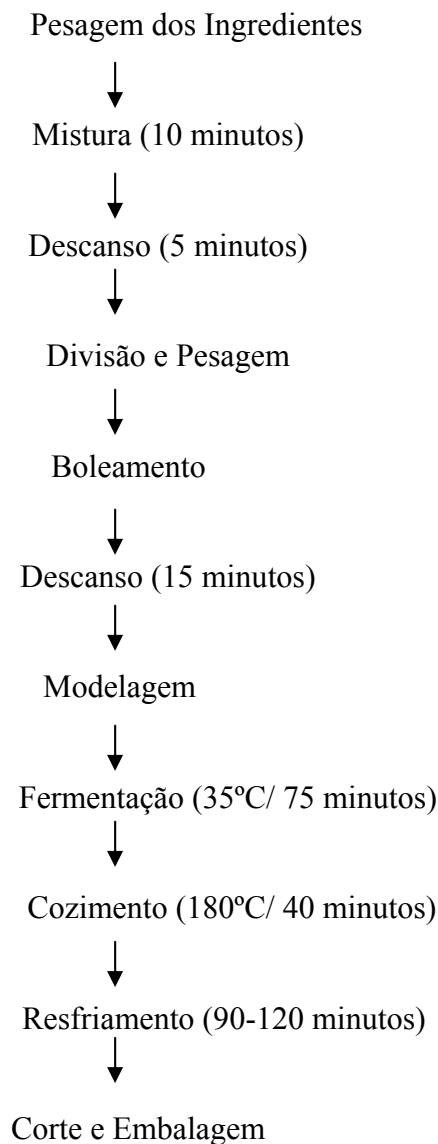 Pesagem dos Ingredientes
Mistura (10 minutos)
Descanso (5 minutos)
Divisão e Pesagem
Boleamento
Descanso (15 minutos)
Modelagem
Fermentação (35ºC/ 75 minutos)
Cozimento (180ºC/ 40 minutos)
Resfriamento (90-120 minutos)
Corte e Embalagem